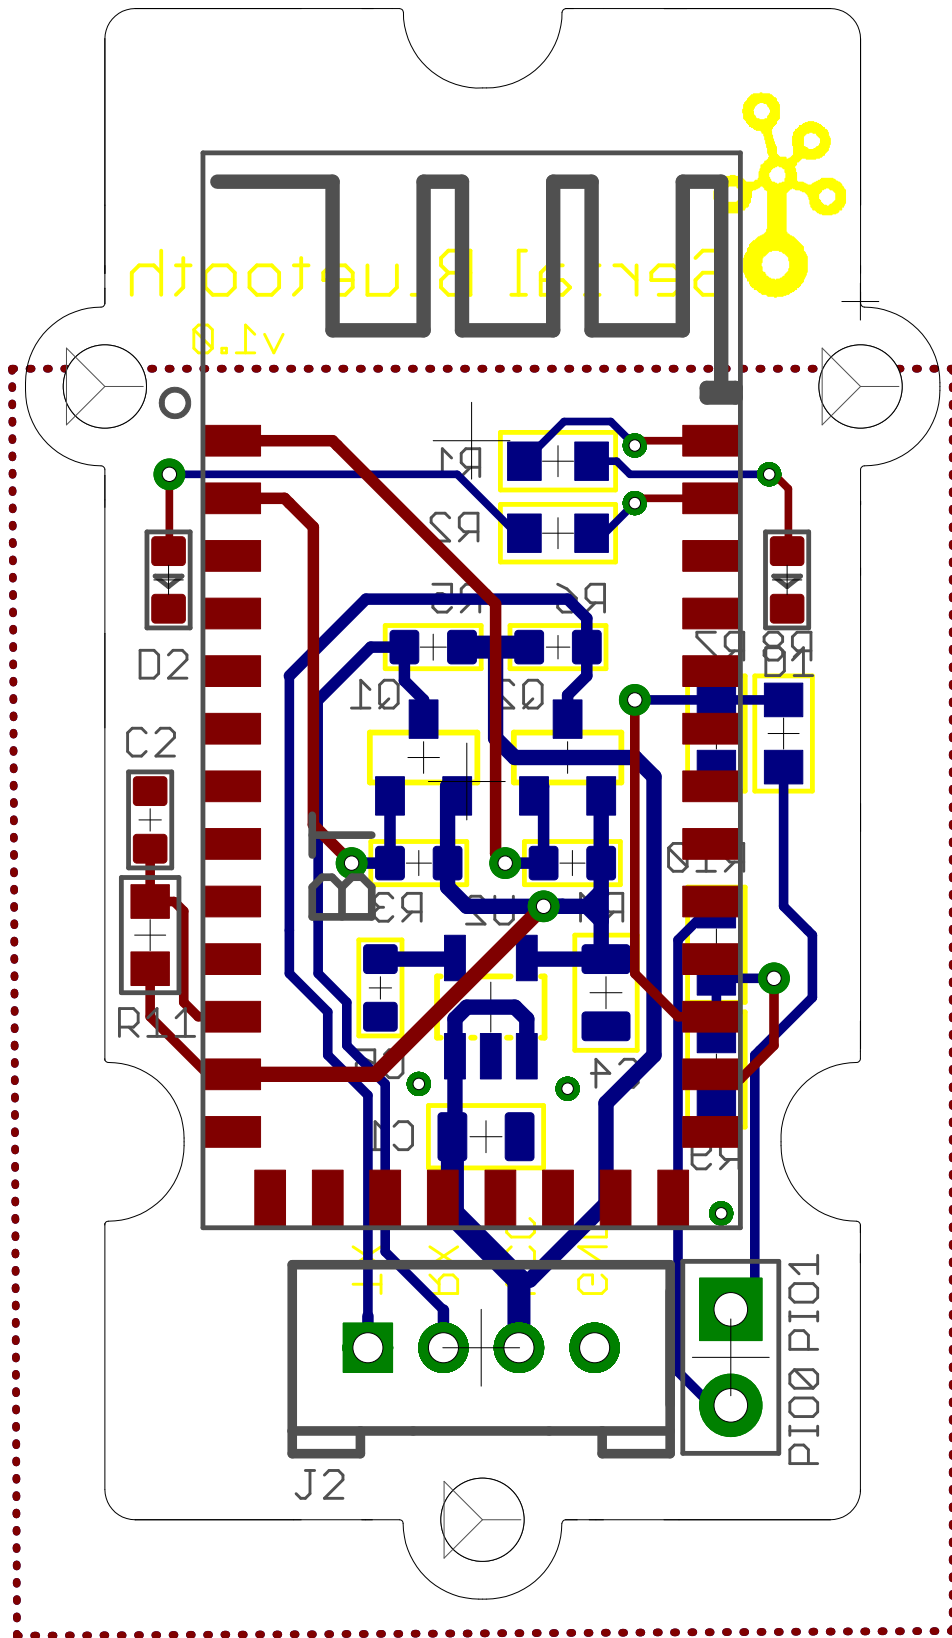 Serial Bluetooth
v1.0
R1
R2
R5
R6
D2
R7
R8
D1
Q1
Q2
C2
BT
R10
R3
U2
R4
R11
C4
C1
R9
TX
RX
VCC
GND
PIO1
PIO0
J2